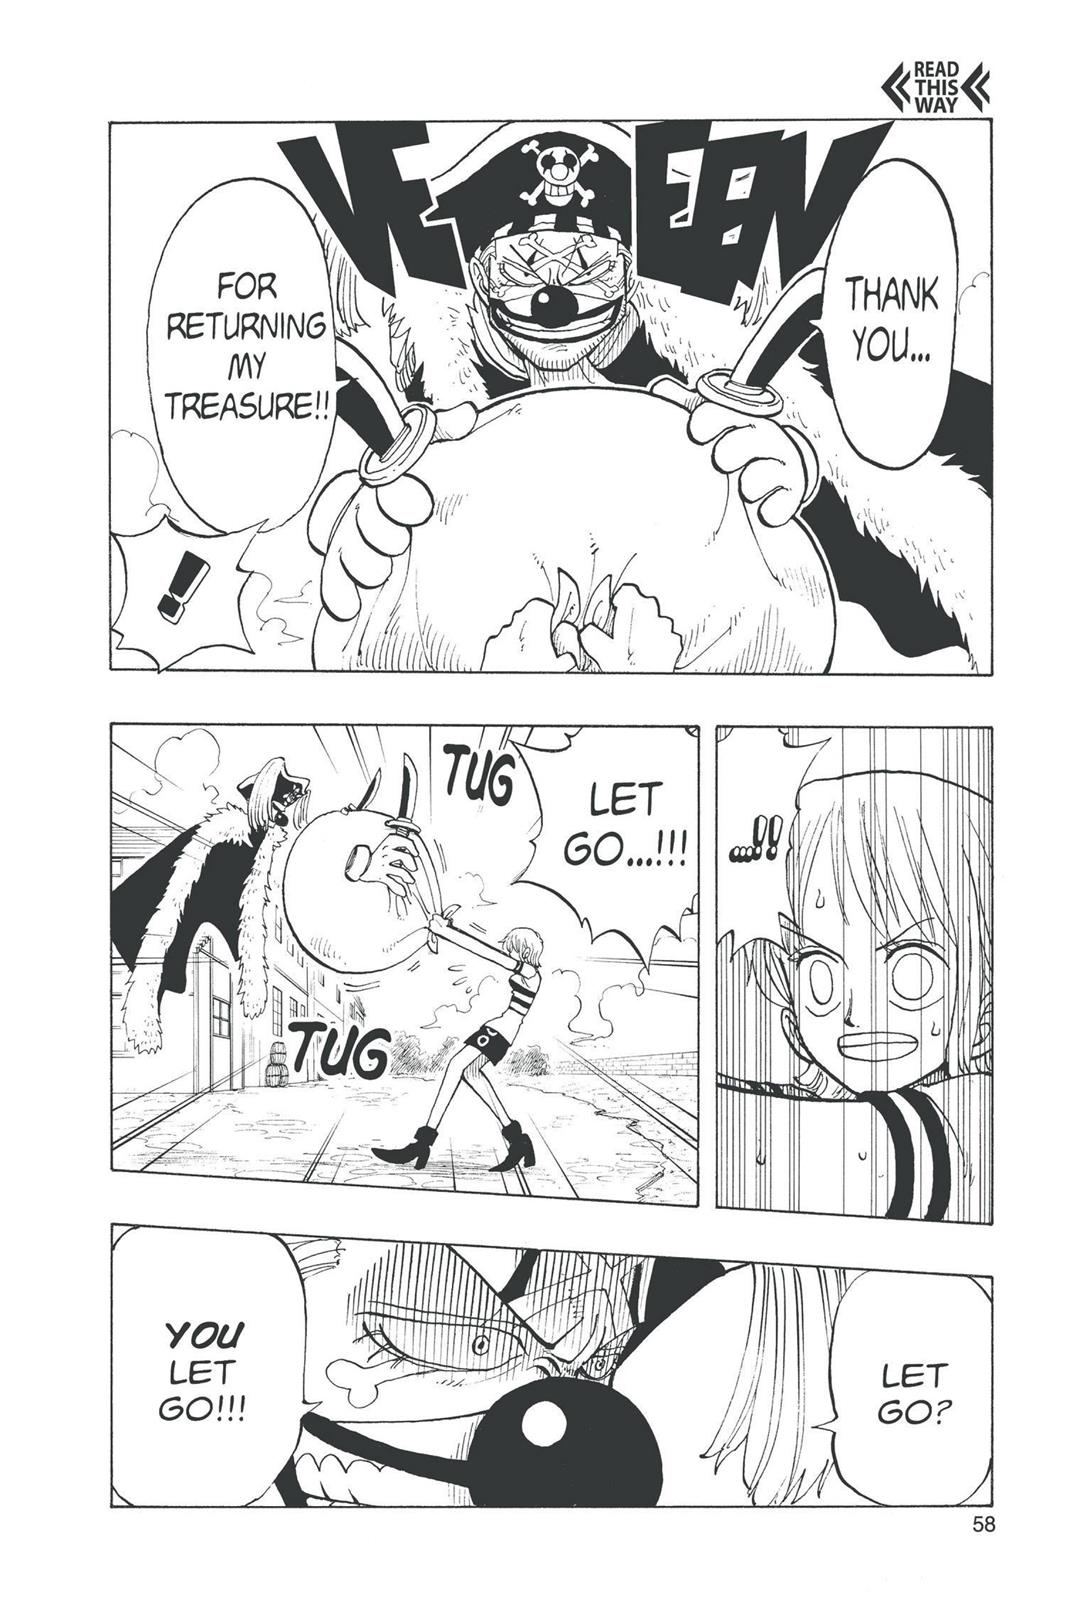 READ
THIS
WAY
VEEEN
THANK
YOU...
FOR
RETURNING
MY
TREASURE!!
!!
...!!
LET
GO...!!!
TUG
TUG
LET
GO?
YOU
LET
GO!!!
58